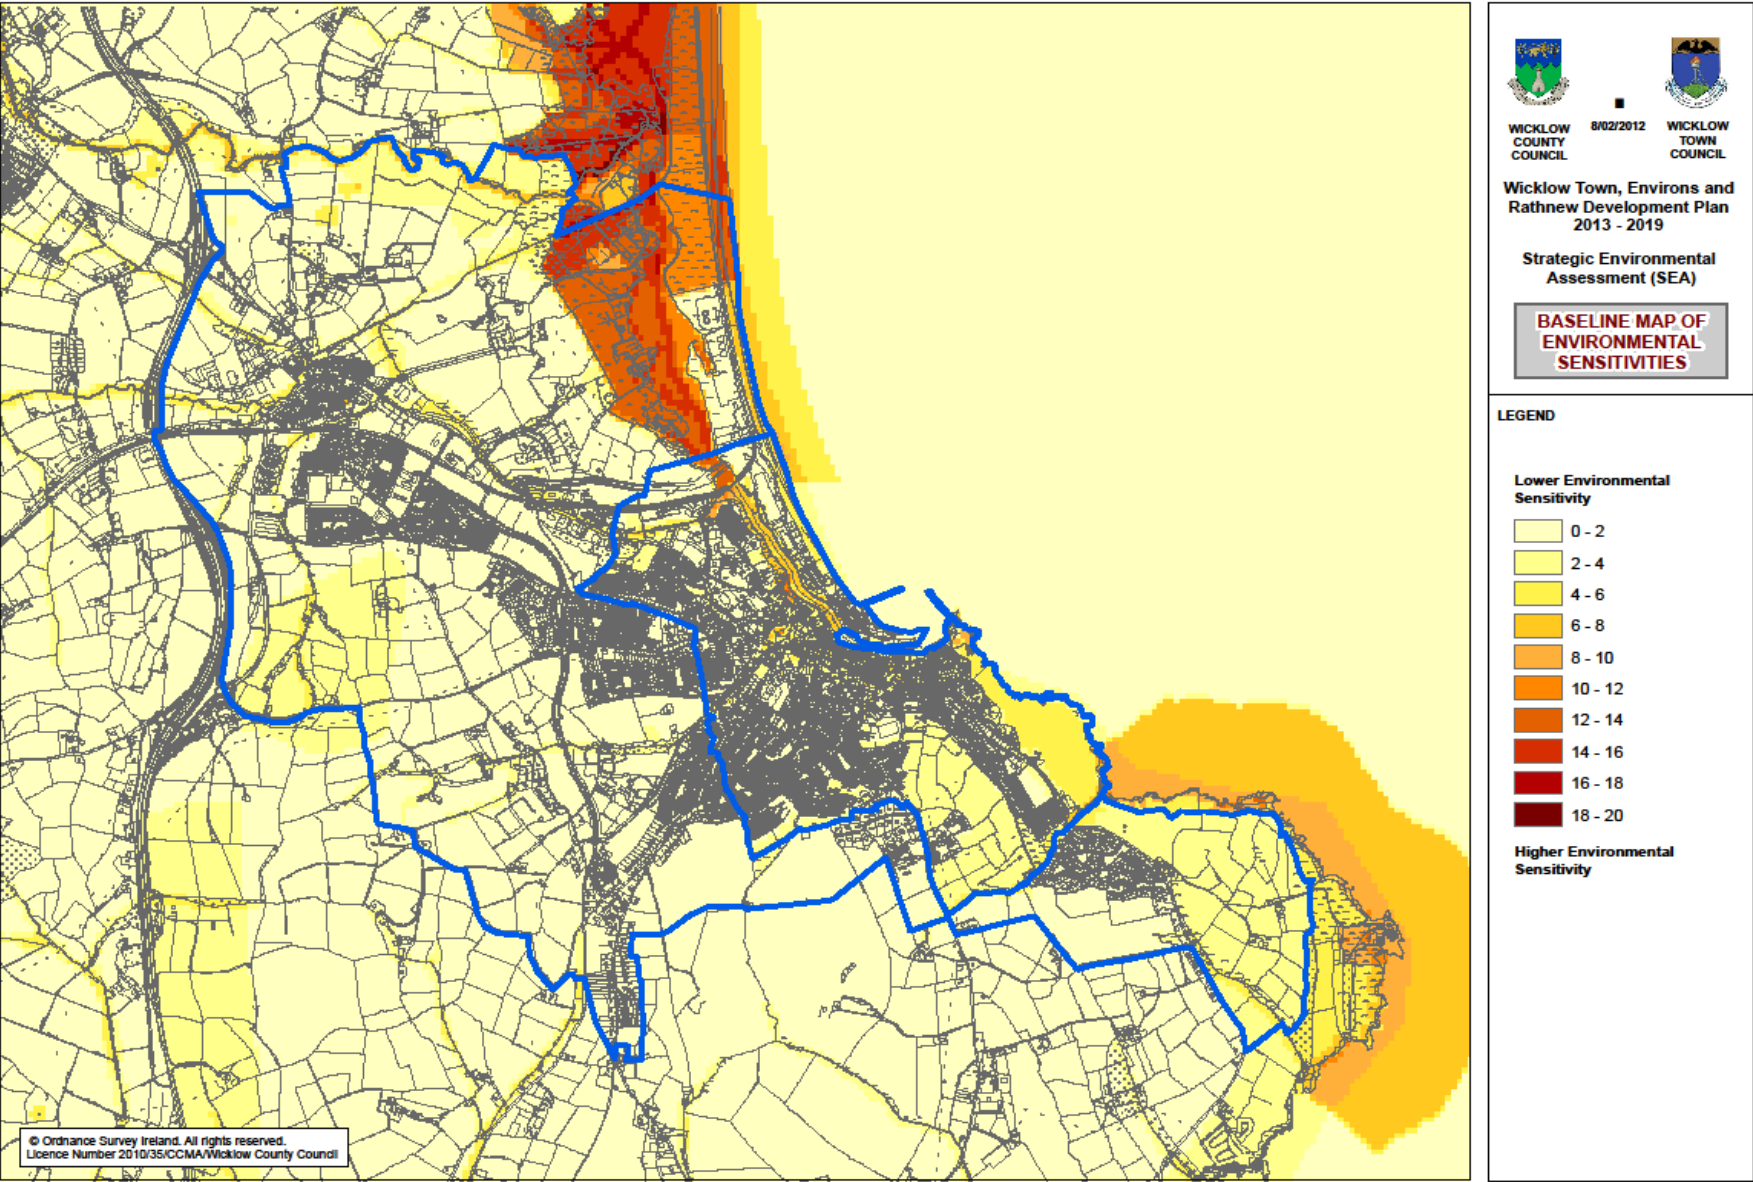 WICKLOW
COUNTY
COUNCIL
8/02/2012
WICKLOW
TOWN
COUNCIL
Wicklow Town, Environs and
Rathnew Development Plan
2013 - 2019
Strategic Environmental
Assessment (SEA)
BASELINE MAP OF
ENVIRONMENTAL
SENSITIVITIES
LEGEND
Lower Environmental
Sensitivity
0 - 2
2 - 4
4 - 6
6 - 8
8 - 10
10 - 12
12 - 14
14 - 16
16 - 18
18 - 20
Higher Environmental
Sensitivity
© Ordnance Survey Ireland. All rights reserved.
Licence Number 2010/35/CCMA/Wicklow County Council